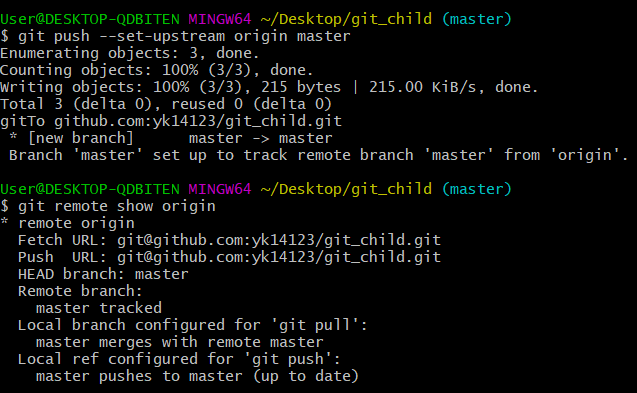 User@DESKTOP-QDBITEN MINGW64 ~/Desktop/git_child (master)
$ git push --set-upstream origin master
Enumerating objects: 3, done.
Counting objects: 100% (3/3), done.
Writing objects: 100% (3/3), 215 bytes | 215.00 KiB/s, done.
Total 3 (delta 0), reused 0 (delta 0)
gitTo github.com:yk14123/git_child.git
 * [new branch]      master -> master
 Branch 'master' set up to track remote branch 'master' from 'origin'.

User@DESKTOP-QDBITEN MINGW64 ~/Desktop/git_child (master)
$ git remote show origin
* remote origin
  Fetch URL: git@github.com:yk14123/git_child.git
  Push  URL: git@github.com:yk14123/git_child.git
  HEAD branch: master
  Remote branch:
    master tracked
  Local branch configured for 'git pull':
    master merges with remote master
  Local ref configured for 'git push':
    master pushes to master (up to date)